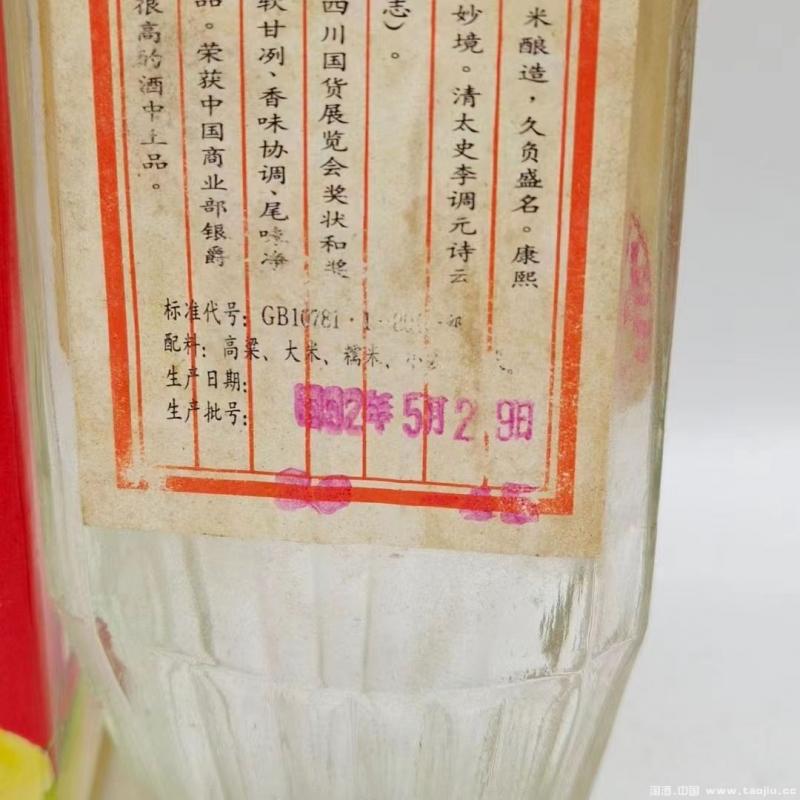 米酿造，久负盛名。康熙
妙境。清太史李调元诗云
志）。
四川国货展览会奖状和奖
软甘冽、香味协调、尾味净
品。荣获中国商业部银爵
很高的酒中上品。
标准代号：GB10781·1
配料：高粱、大米、糯米、
生产日期：
1992年5月29日
生产批号：
www.taojiu.cc